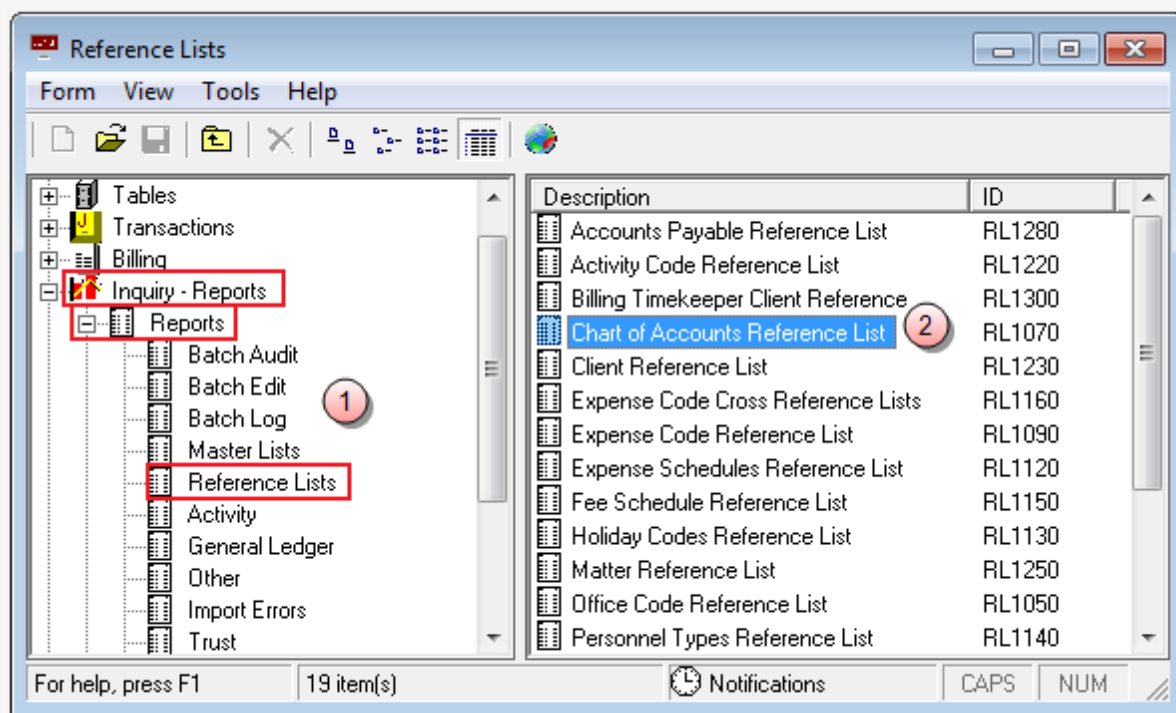 Reference Lists
Form View Tools Help
Tables
Transactions
Billing
Inquiry - Reports
Reports
Batch Audit
Batch Edit
1
Batch Log
Master Lists
Reference Lists
Activity
General Ledger
Other
Import Errors
Trust
Description ID
Accounts Payable Reference List RL1280
Activity Code Reference List RL1220
Billing Timekeeper Client Reference RL1300
Chart of Accounts Reference List 2 RL1070
Client Reference List RL1230
Expense Code Cross Reference Lists RL1160
Expense Code Reference List RL1090
Expense Schedules Reference List RL1120
Fee Schedule Reference List RL1150
Holiday Codes Reference List RL1130
Matter Reference List RL1250
Office Code Reference List RL1050
Personnel Types Reference List RL1140
For help, press F1 19 item(s) Notifications CAPS NUM